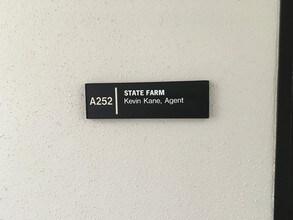 A252
STATE FARM
Kevin Kane, Agent